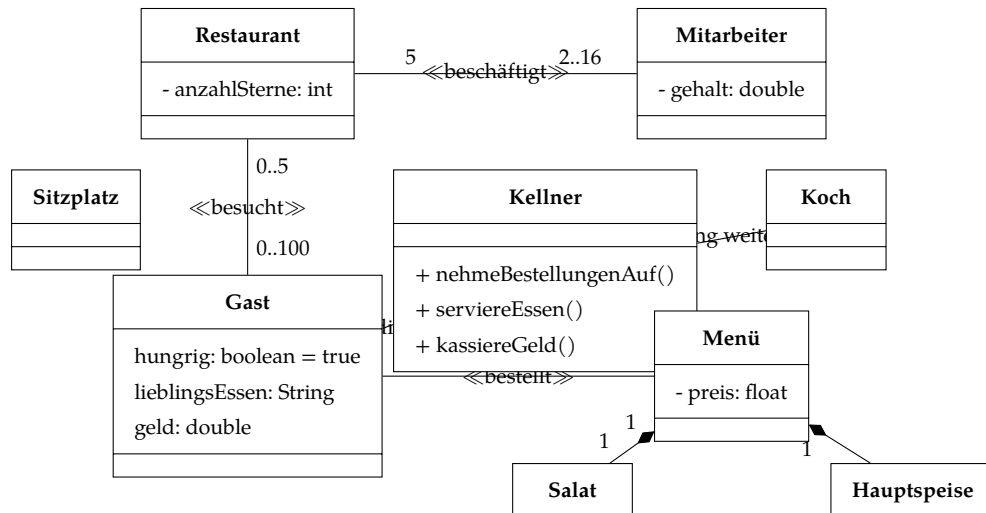 Restaurant
- anzahlSterne: int
5
≪beschäftigt≫
2..16
Mitarbeiter
- gehalt: double
0..5
≪besucht≫
0..100
Sitzplatz
Kellner
+ nehmeBestellungenAuf()
+ serviereEssen()
+ kassiereGeld()
Koch
Gast
hungrig: boolean = true
lieblingsEssen: String
geld: double
≪bestellt≫
Menü
- preis: float
1
1
1
Salat
Hauptspeise